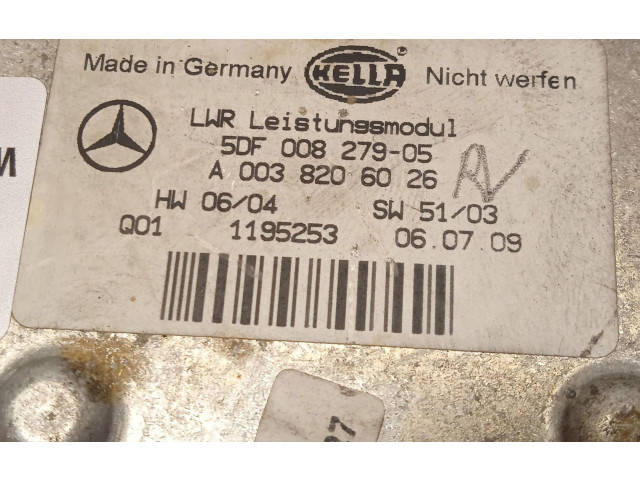 Made in Germany HELLA ® Nicht werfen
LWR Leistungsmodul
5DF 008 279-05
A 003 820 60 26
HW 06/04 SW 51/03
Q01 1195253 06.07.09